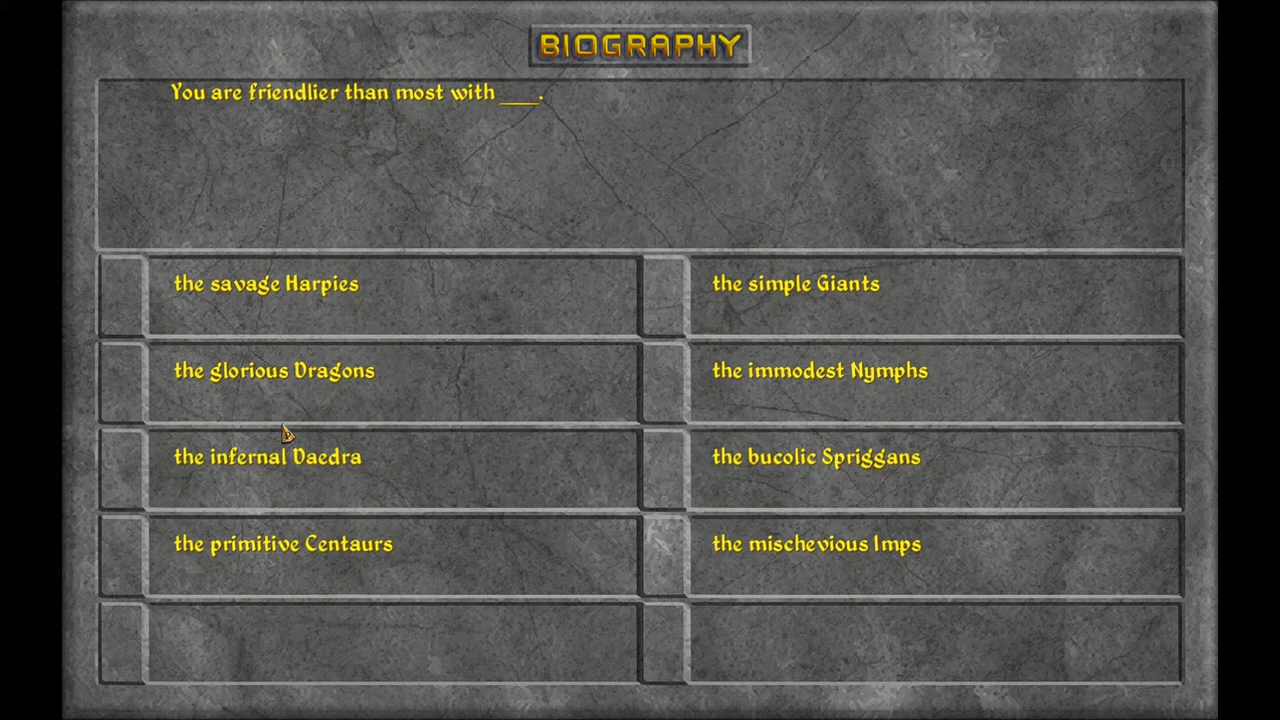 BIOGRAPHY
You are friendlier than most with ____.
the savage Harpies
the simple Giants
the glorious Dragons
the immodest Nymphs
the infernal Daedra
the bucolic Spriggans
the primitive Centaurs
the mischevious Imps